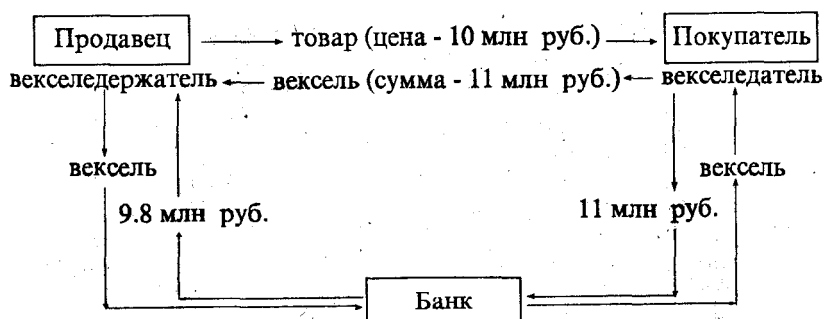 Продавец товар (цена - 10 млн руб.) Покупатель
векселедержатель вексель (сумма - 11 млн руб.) векселедатель
вексель вексель
9.8 млн руб. 11 млн руб.
Банк